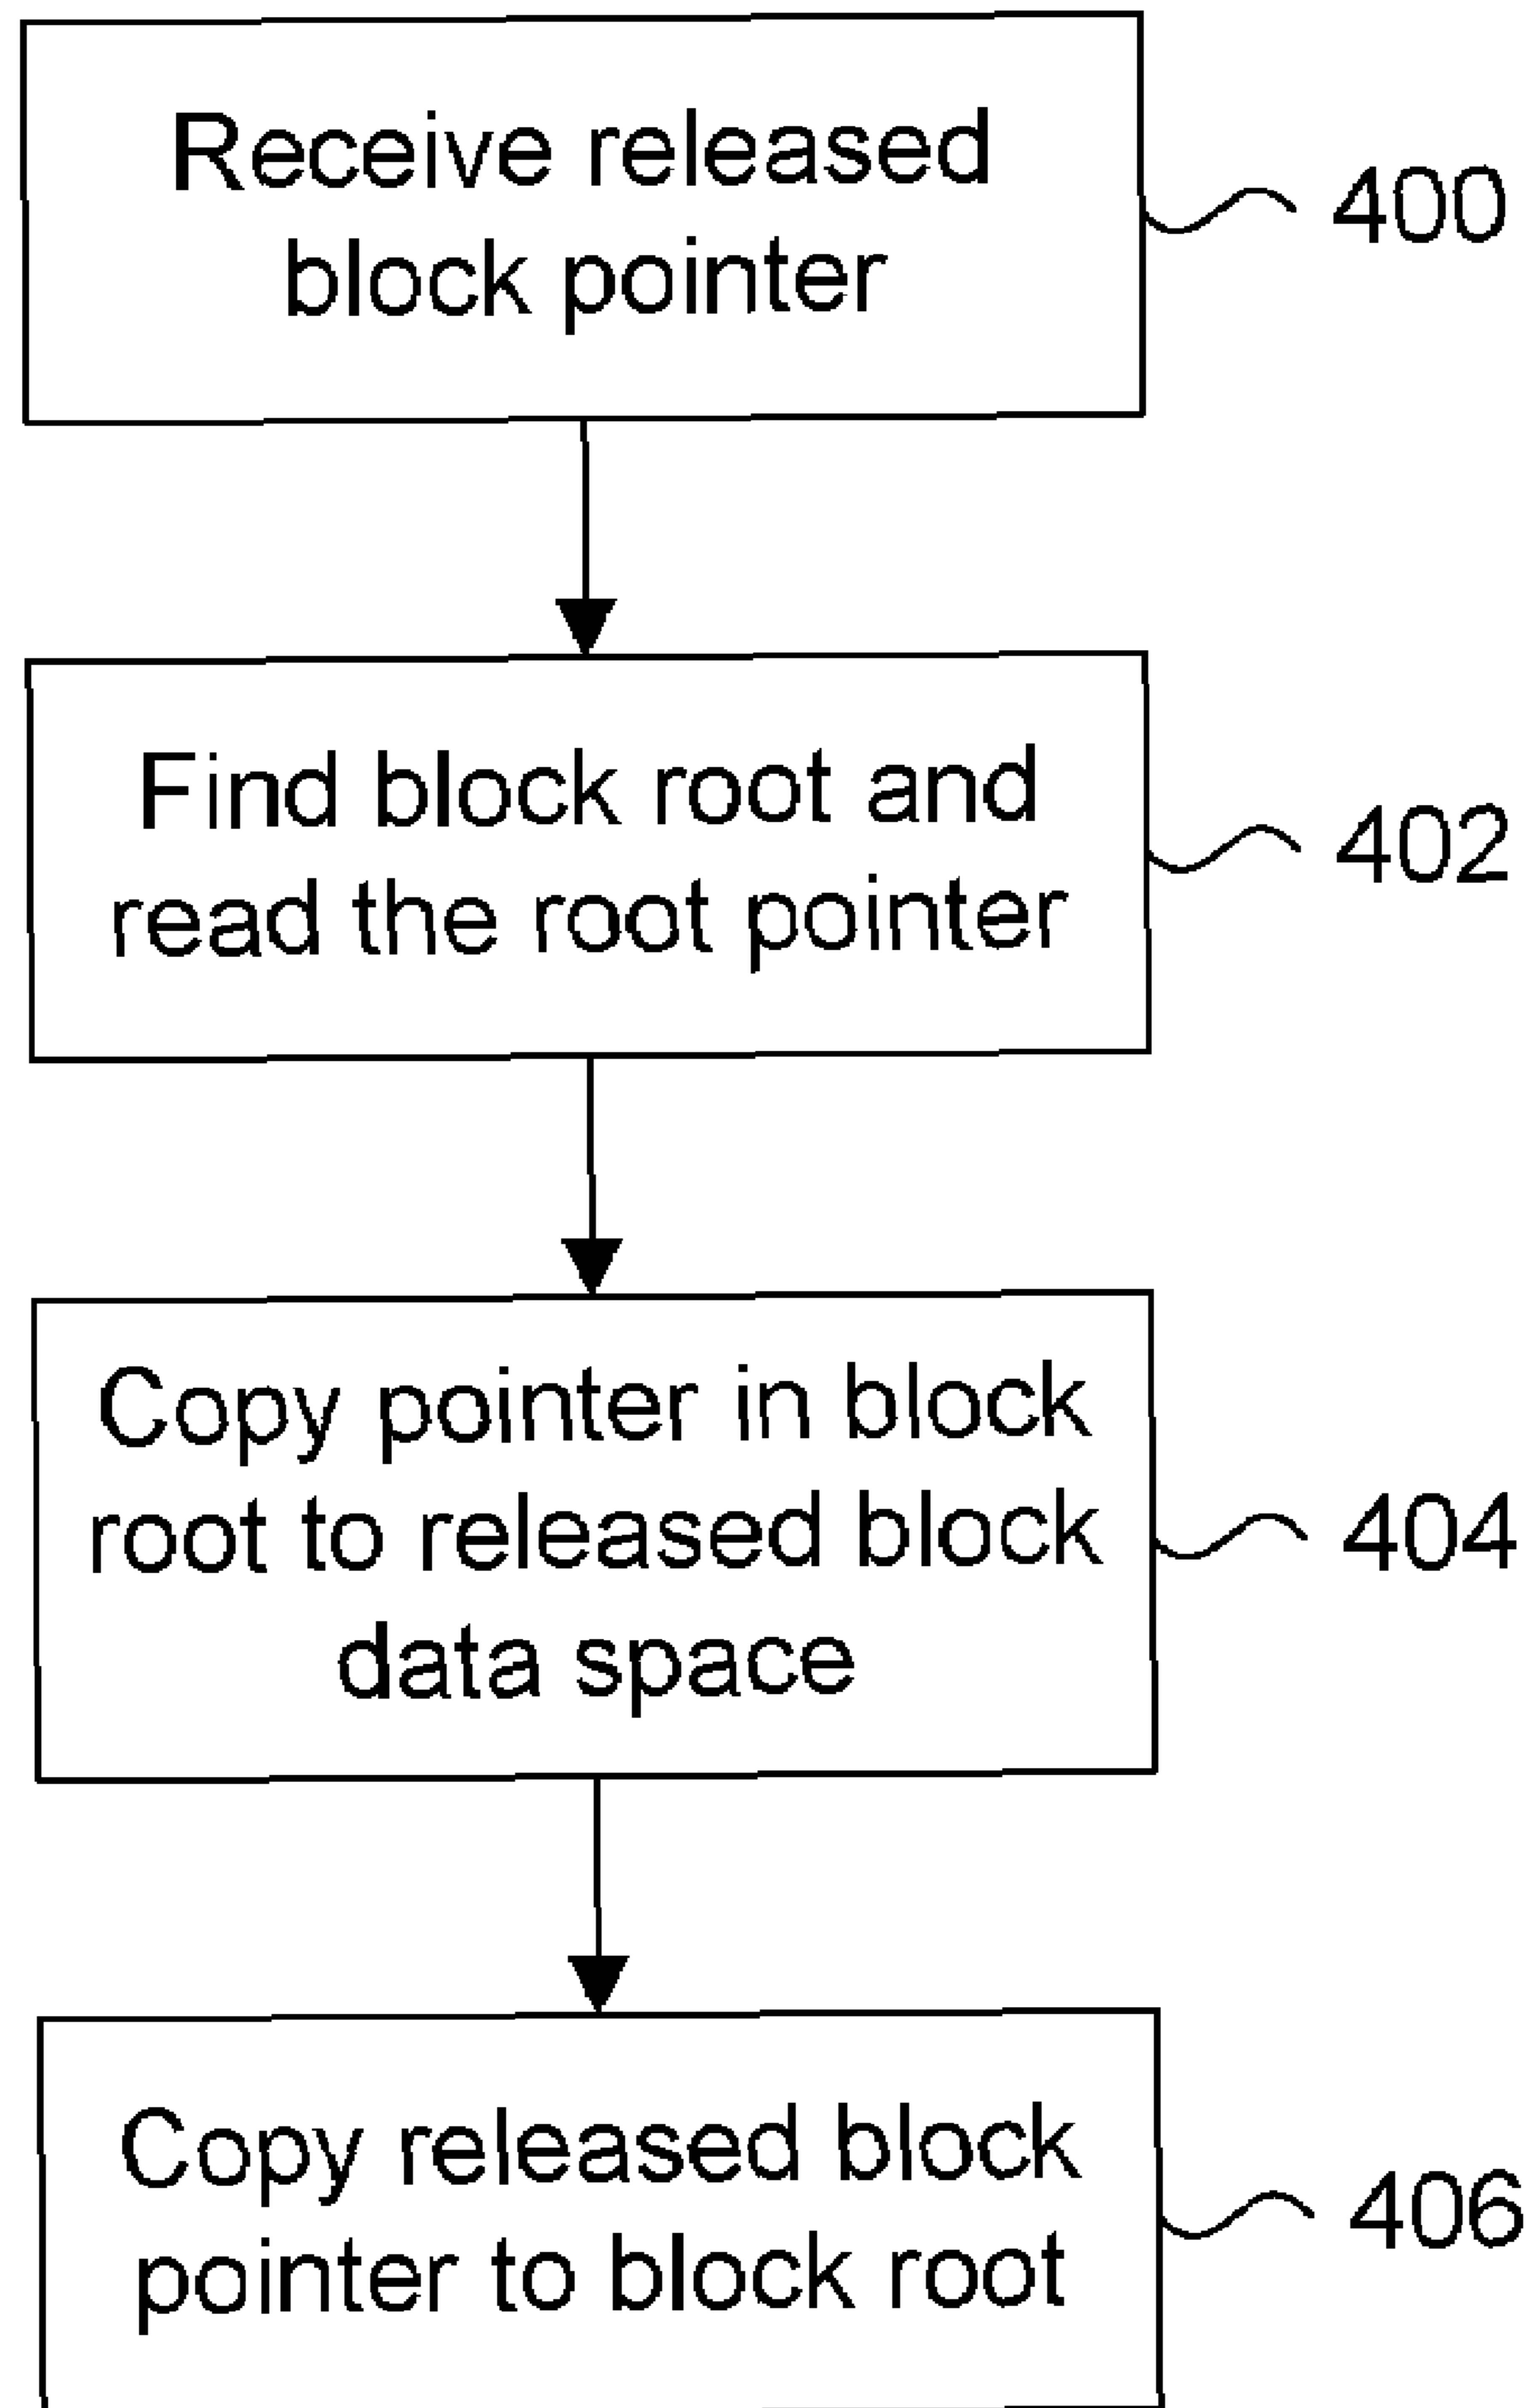 Receive released
block pointer
400
Find block root and
read the root pointer
402
Copy pointer in block
root to released block
data space
404
Copy released block
pointer to block root
406